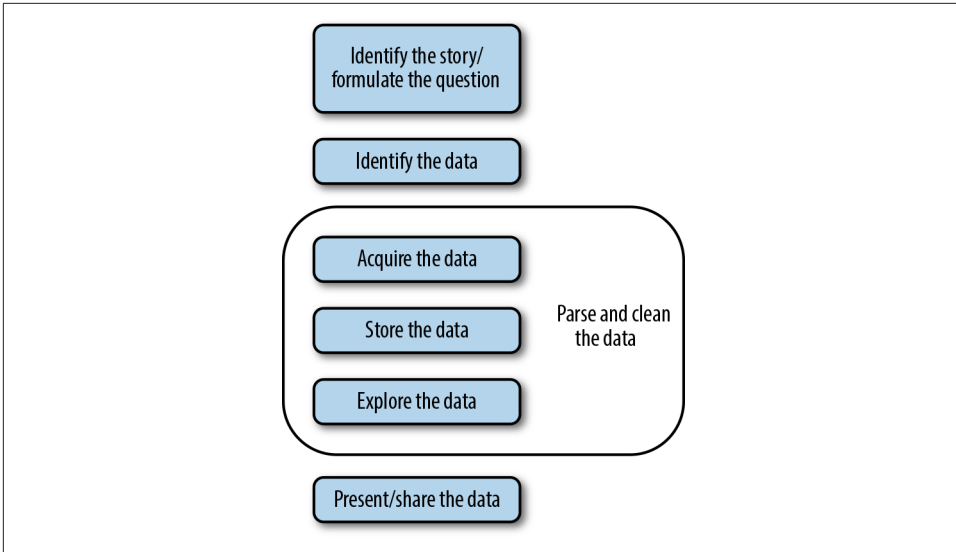 Identify the story/
formulate the question
Identify the data
Acquire the data
Store the data
Parse and clean
the data
Explore the data
Present/share the data